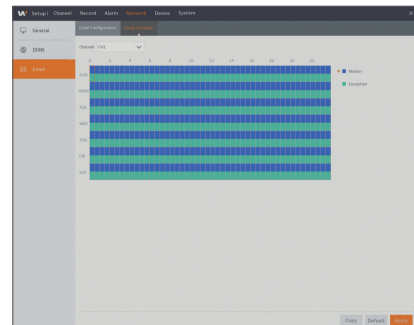 Setup | Channel Record Alarm Network Device System
General
Email Configuration Email Schedule
DDNS
Channel CH1
Email
0 2 4 6 8 10 12 14 16 18 20 22
SUN
MON
TUE
WED
THU
FRI
SAT
Motion
Exception
Copy Default Apply